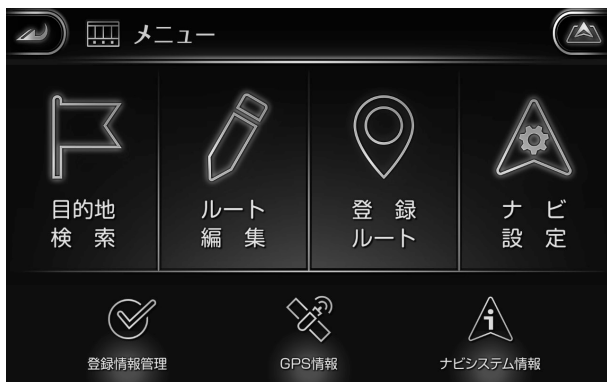 メニュー
目的地
検 索
ルート
編 集
登 録
ルート
ナ ビ
設 定
登録情報管理
GPS情報
ナビシステム情報